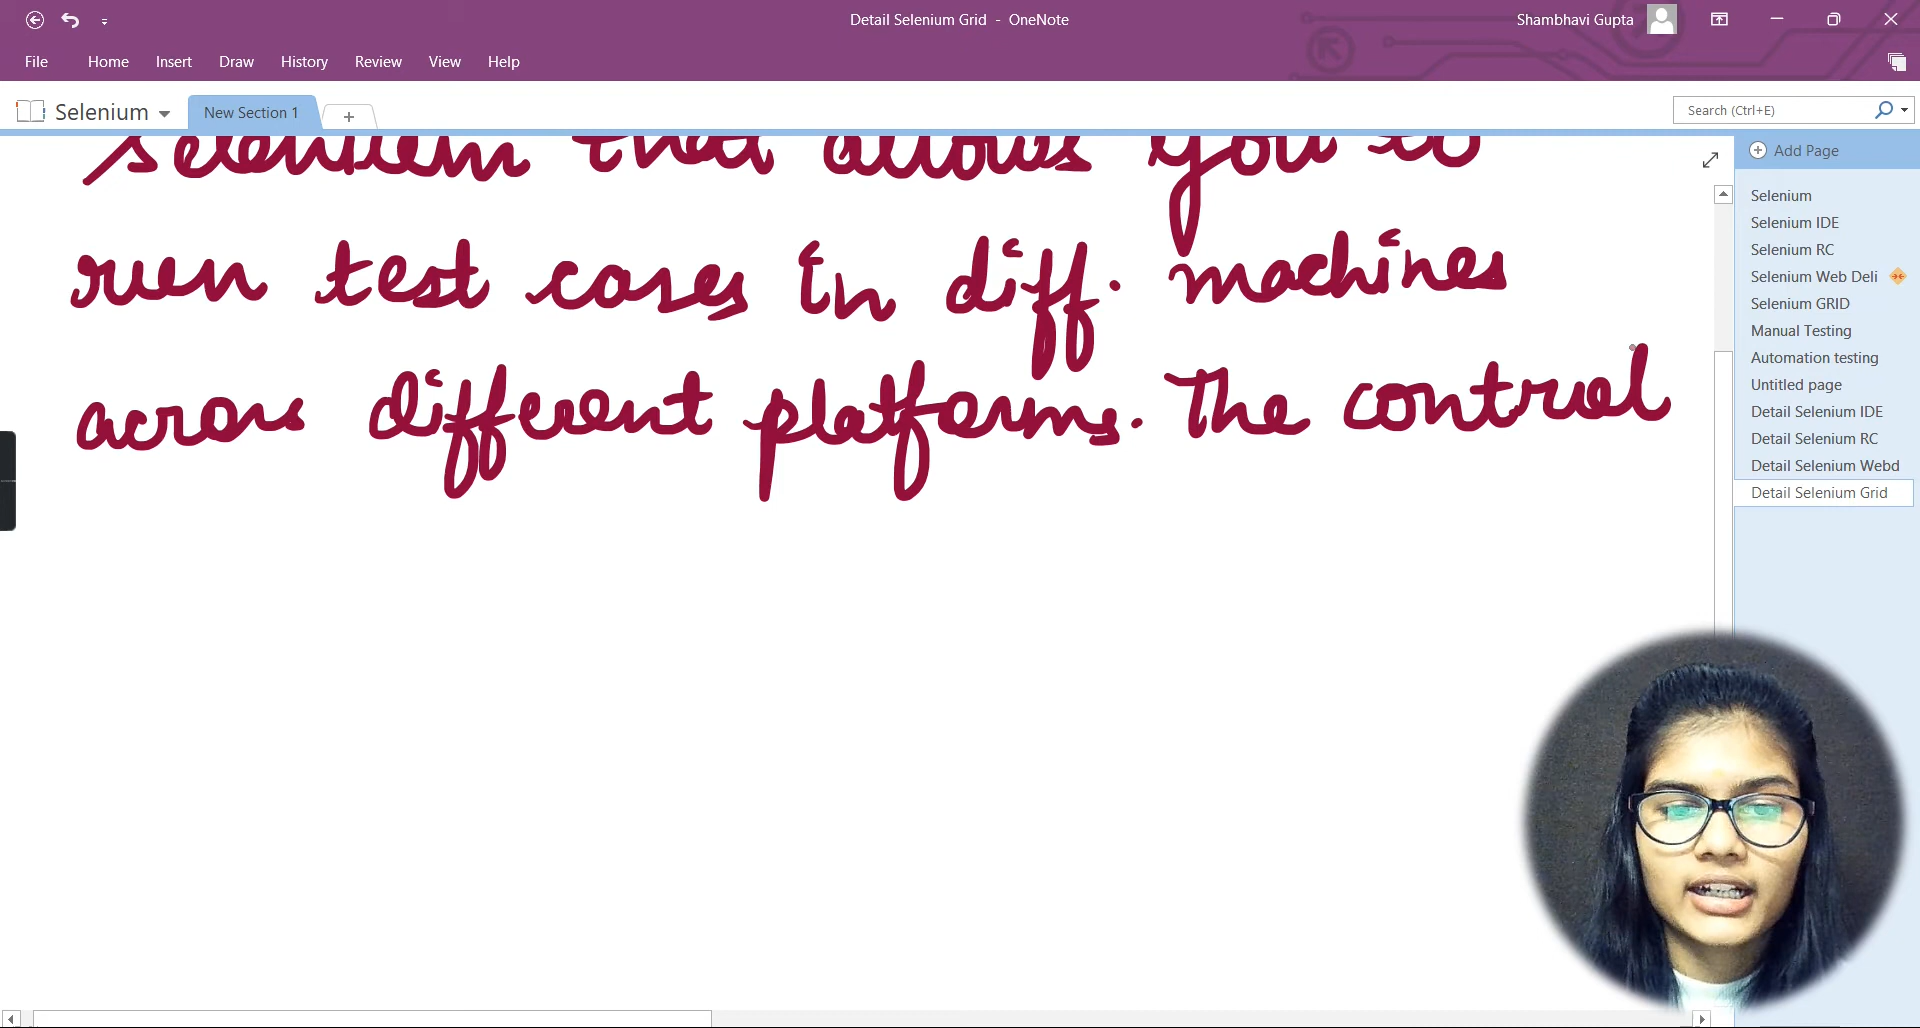 Detail Selenium Grid - OneNote
Shambhavi Gupta
File Home Insert Draw History Review View Help
Selenium
New Section 1
+
Search (Ctrl+E)
selenium that allows you to
run test cases in diff. machines
across different platforms. The control
Add Page
Selenium
Selenium IDE
Selenium RC
Selenium Web Deli
Selenium GRID
Manual Testing
Automation testing
Untitled page
Detail Selenium IDE
Detail Selenium RC
Detail Selenium Webd
Detail Selenium Grid